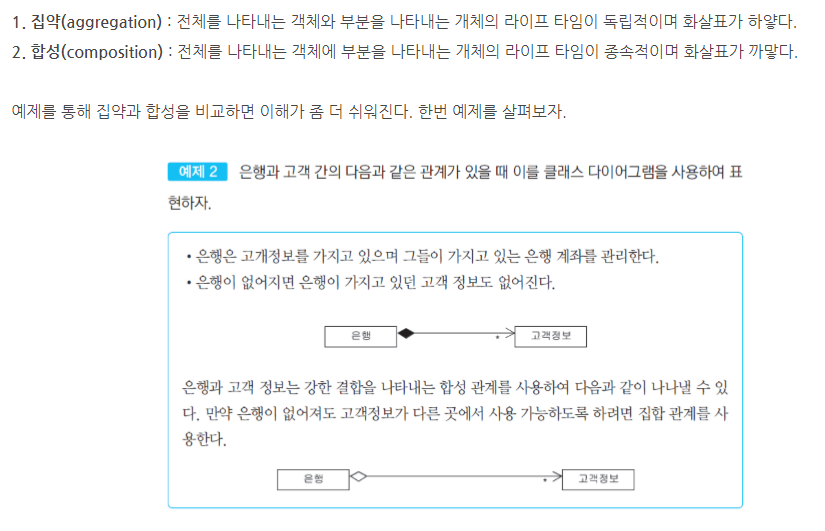 1. 집약(aggregation) : 전체를 나타내는 객체와 부분을 나타내는 개체의 라이프 타임이 독립적이며 화살표가 하얗다.
2. 합성(composition) : 전체를 나타내는 객체에 부분을 나타내는 개체의 라이프 타임이 종속적이며 화살표가 까맣다.
예제를 통해 집약과 합성을 비교하면 이해가 좀 더 쉬워진다. 한번 예제를 살펴보자.
예제 2 은행과 고객 간의 다음과 같은 관계가 있을 때 이를 클래스 다이어그램을 사용하여 표
현하자.
• 은행은 고개정보를 가지고 있으며 그들이 가지고 있는 은행 계좌를 관리한다.
• 은행이 없어지면 은행이 가지고 있던 고객 정보도 없어진다.
은행 * 고객정보
은행과 고객 정보는 강한 결합을 나타내는 합성 관계를 사용하여 다음과 같이 나나낼 수 있
다. 만약 은행이 없어져도 고객정보가 다른 곳에서 사용 가능하도록 하려면 집합 관계를 사
용한다.
은행 * 고객정보